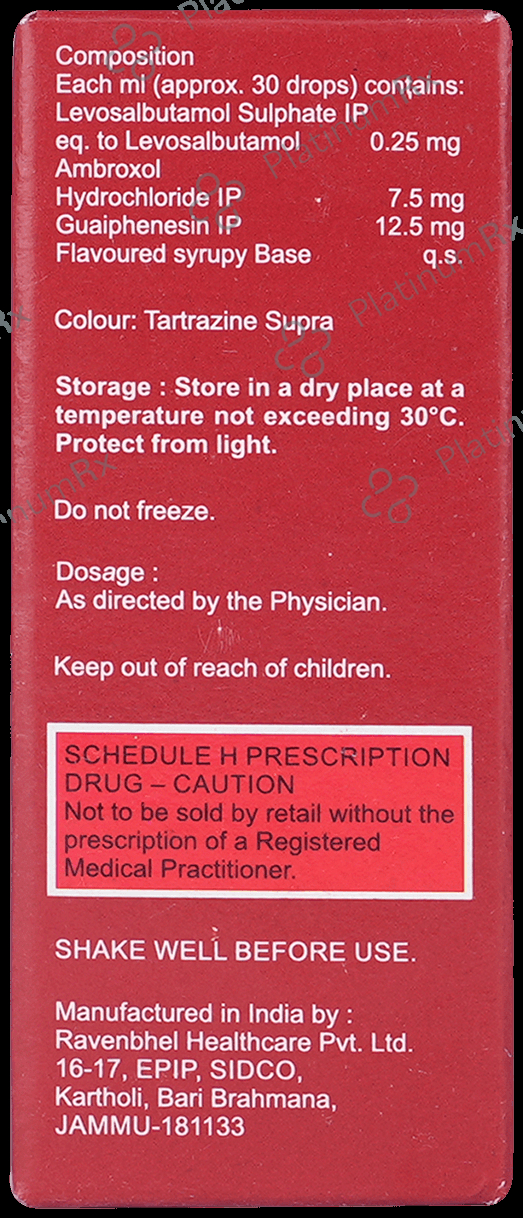 Composition
Each ml (approx. 30 drops) contains:
Levosalbutamol Sulphate IP
eq. to Levosalbutamol 0.25 mg
Ambroxol
Hydrochloride IP 7.5 mg
Guaiphenesin IP 12.5 mg
Flavoured syrupy Base q.s.
Colour: Tartrazine Supra
Storage : Store in a dry place at a
temperature not exceeding 30°C.
Protect from light.
Do not freeze.
Dosage :
As directed by the Physician.
Keep out of reach of children.
SCHEDULE H PRESCRIPTION
DRUG – CAUTION
Not to be sold by retail without the
prescription of a Registered
Medical Practitioner.
SHAKE WELL BEFORE USE.
Manufactured in India by :
Ravenbhel Healthcare Pvt. Ltd.
16-17, EPIP, SIDCO,
Kartholi, Bari Brahmana,
JAMMU-181133
PlatinumRx
PlatinumRx